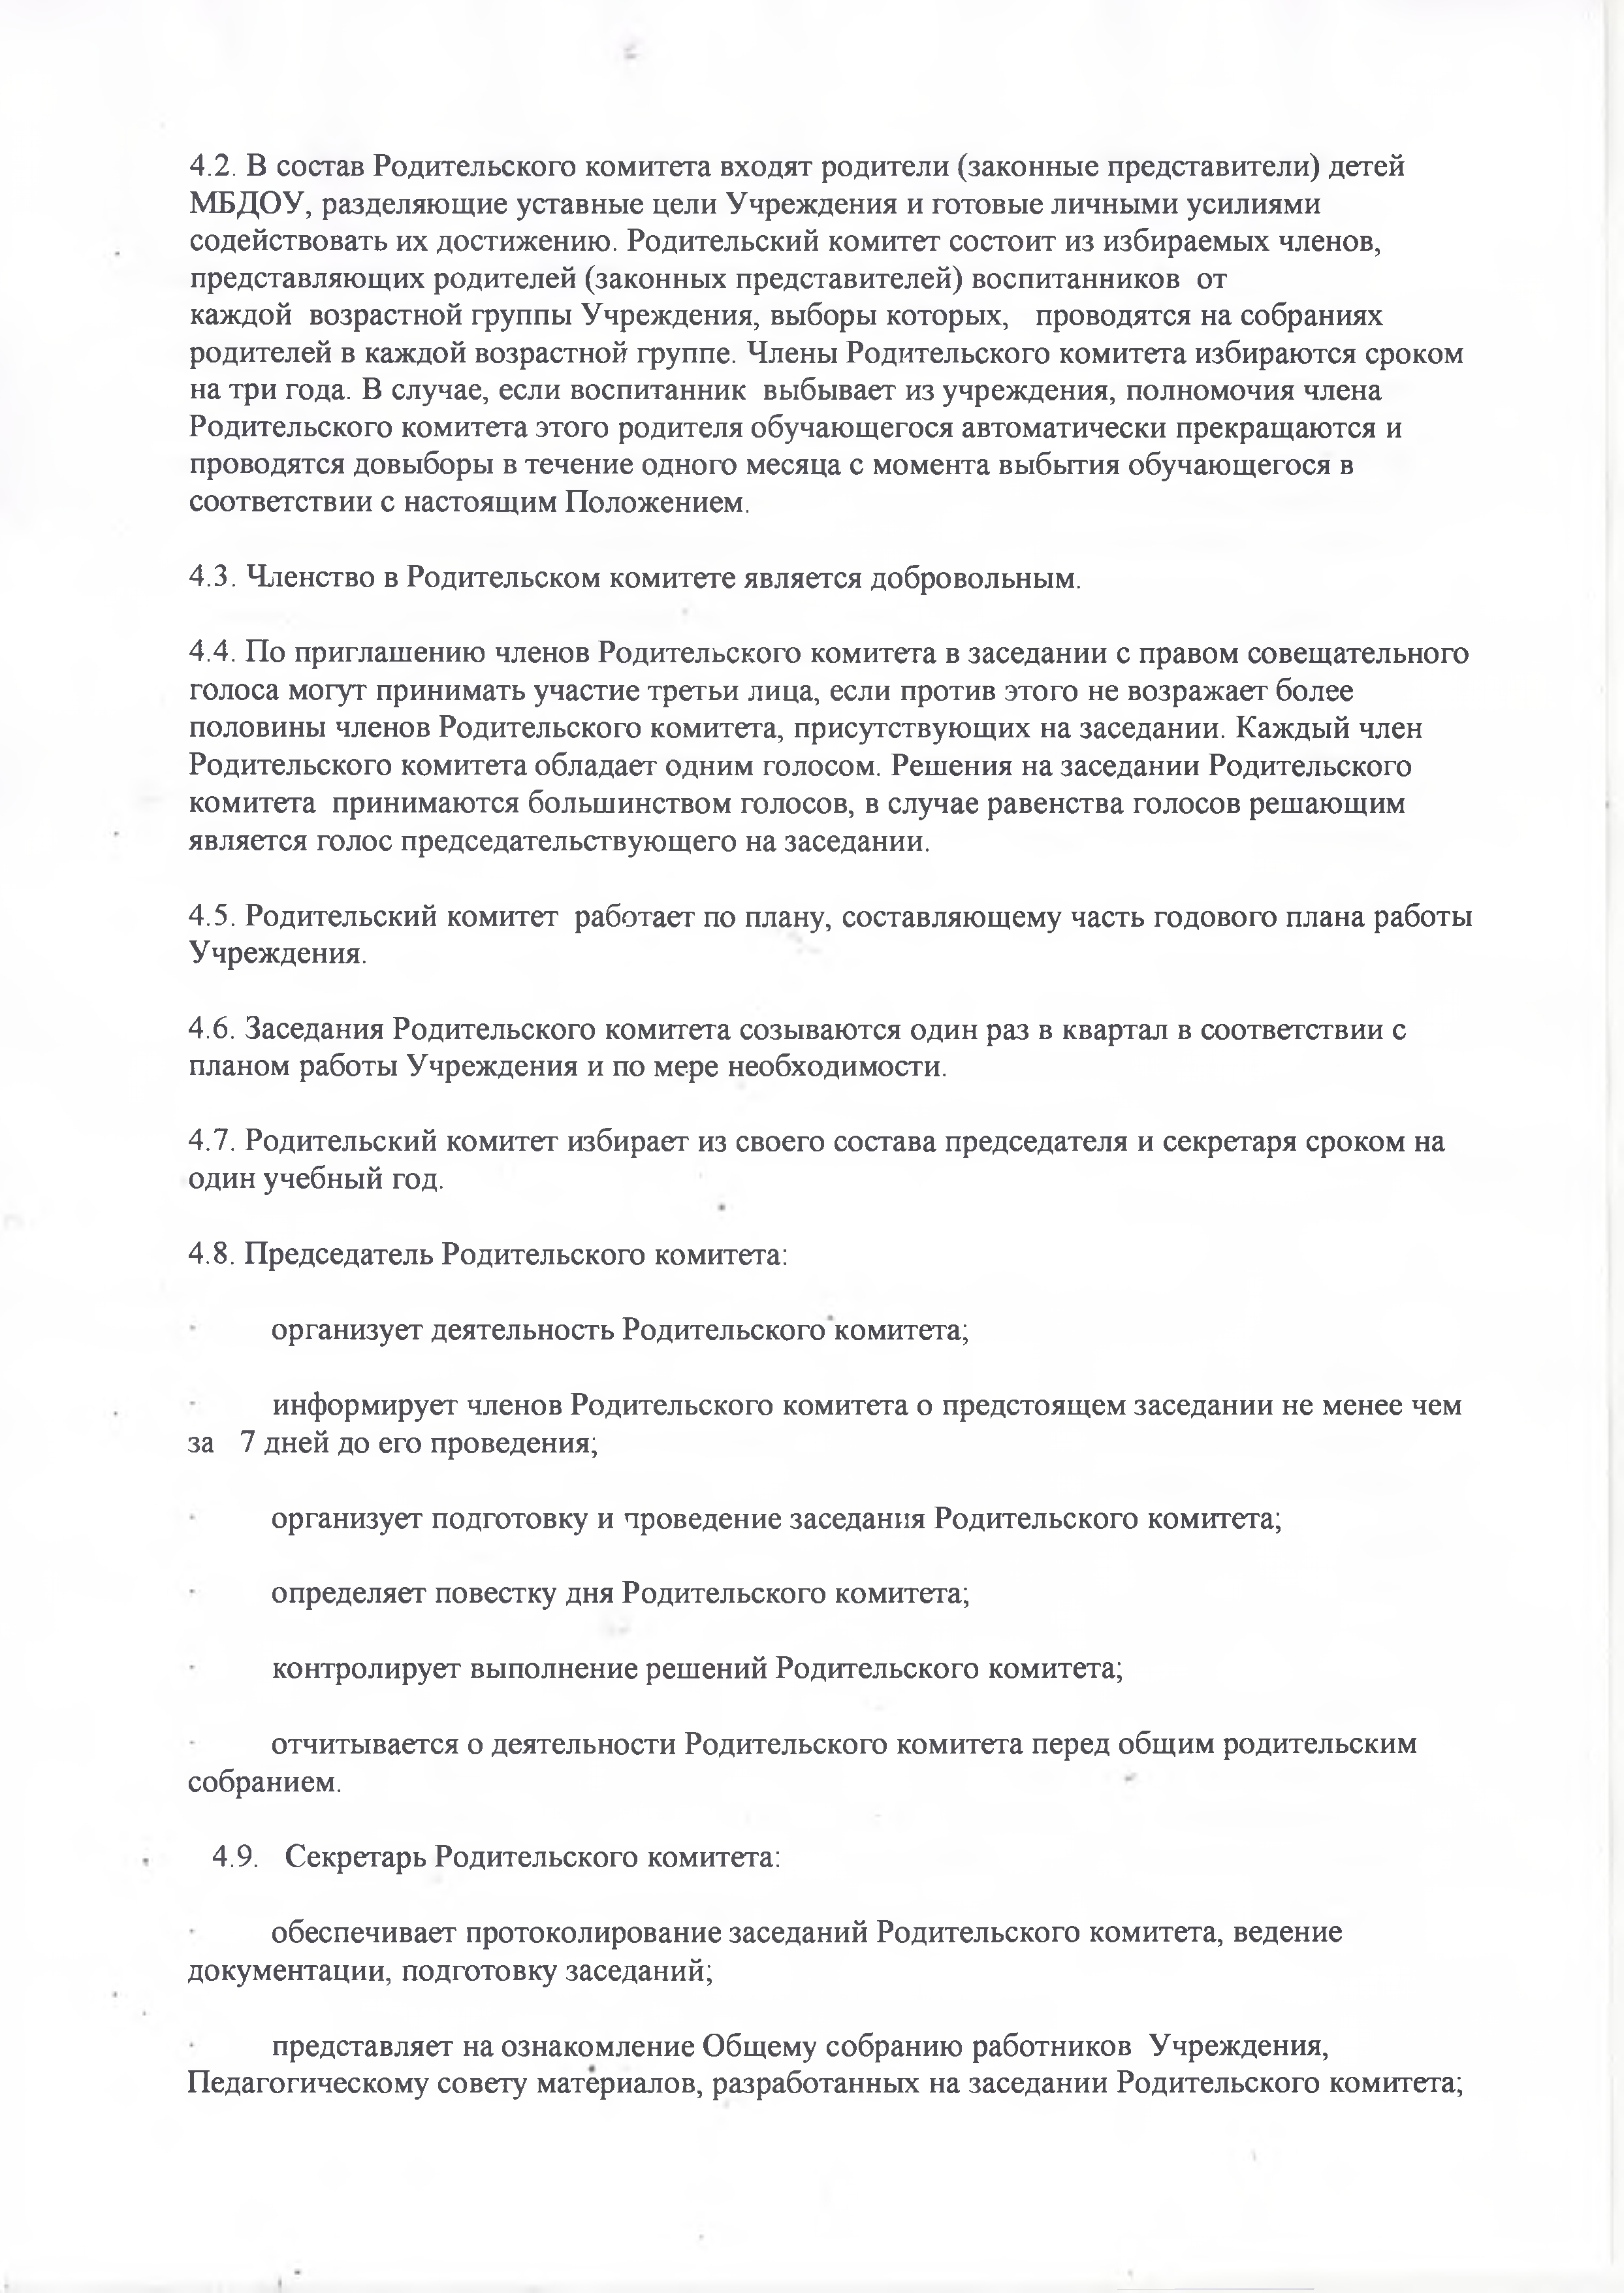 4.2. В состав Родительского комитета входят родители (законные представители) детей
МБДОУ, разделяющие уставные цели Учреждения и готовые личными усилиями
содействовать их достижению. Родительский комитет состоит из избираемых членов,
представляющих родителей (законных представителей) воспитанников от
каждой возрастной группы Учреждения, выборы которых, проводятся на собраниях
родителей в каждой возрастной группе. Члены Родительского комитета избираются сроком
на три года. В случае, если воспитанник выбывает из учреждения, полномочия члена
Родительского комитета этого родителя обучающегося автоматически прекращаются и
проводятся довыборы в течение одного месяца с момента выбытия обучающегося в
соответствии с настоящим Положением.
4.3. Членство в Родительском комитете является добровольным.
4.4. По приглашению членов Родительского комитета в заседании с правом совещательного
голоса могут принимать участие третьи лица, если против этого не возражает более
половины членов Родительского комитета, присутствующих на заседании. Каждый член
Родительского комитета обладает одним голосом. Решения на заседании Родительского
комитета принимаются большинством голосов, в случае равенства голосов решающим
является голос председательствующего на заседании.
4.5. Родительский комитет работает по плану, составляющему часть годового плана работы
Учреждения.
4.6. Заседания Родительского комитета созываются один раз в квартал в соответствии с
планом работы Учреждения и по мере необходимости.
4.7. Родительский комитет избирает из своего состава председателя и секретаря сроком на
один учебный год.
4.8. Председатель Родительского комитета:
· организует деятельность Родительского комитета;
· информирует членов Родительского комитета о предстоящем заседании не менее чем
за 7 дней до его проведения;
· организует подготовку и проведение заседания Родительского комитета;
· определяет повестку дня Родительского комитета;
· контролирует выполнение решений Родительского комитета;
· отчитывается о деятельности Родительского комитета перед общим родительским
собранием.
4.9. Секретарь Родительского комитета:
· обеспечивает протоколирование заседаний Родительского комитета, ведение
документации, подготовку заседаний;
· представляет на ознакомление Общему собранию работников Учреждения,
Педагогическому совету материалов, разработанных на заседании Родительского комитета;